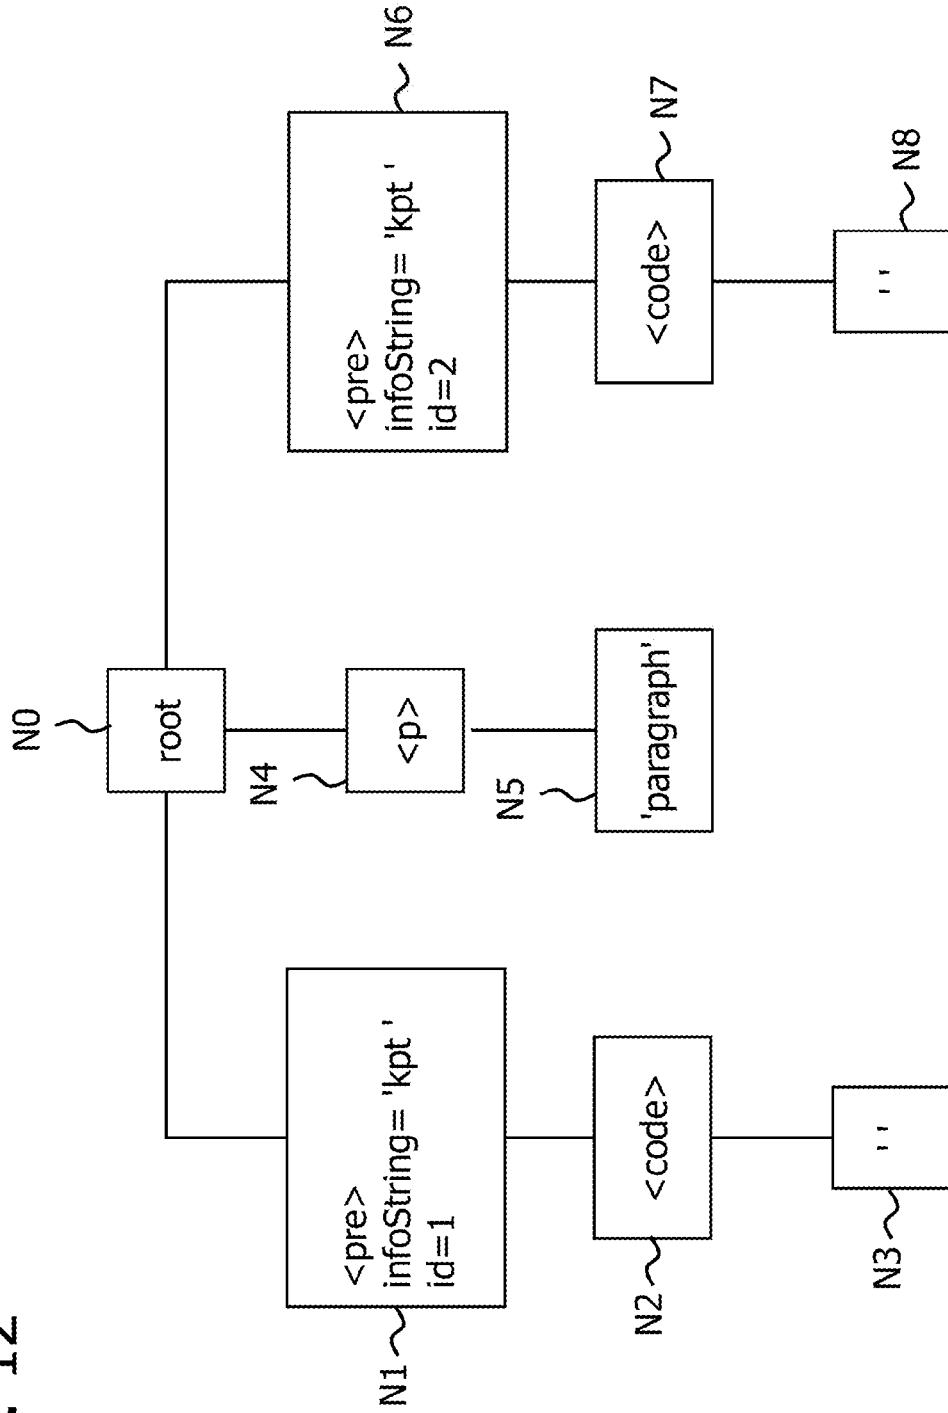 . 12
N0
root
N1
<pre>
infoString= 'kpt '
id=1
N4
<p>
<pre>
infoString= 'kpt '
id=2
N6
N2
<code>
N5
'paragraph'
<code>
N7
N3
' '
' '
N8